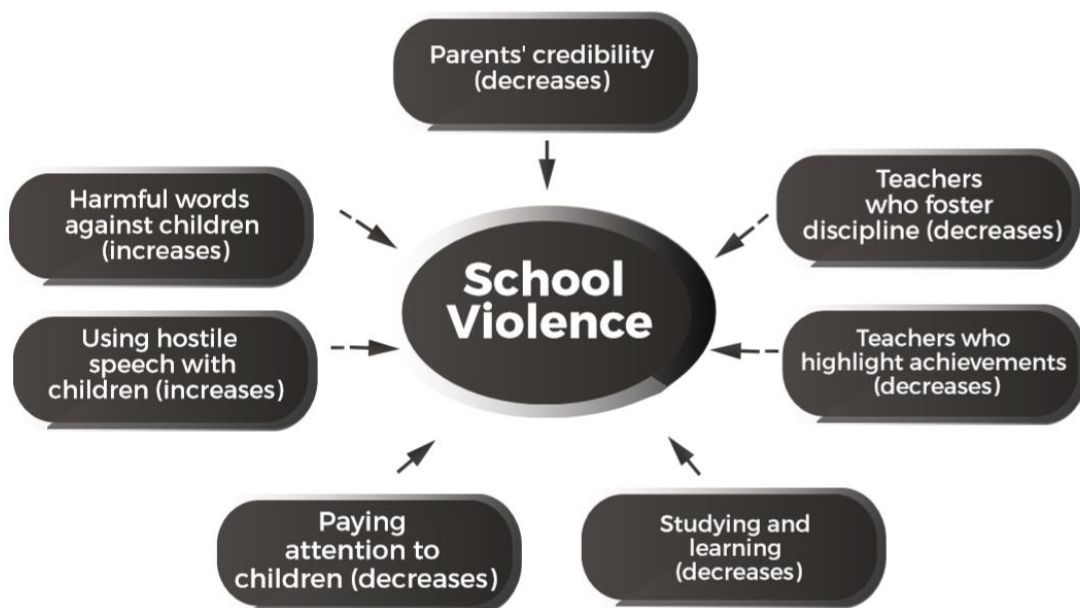 Parents' credibility
(decreases)
Harmful words
against children
(increases)
Teachers
who foster
discipline (decreases)
School
Violence
Using hostile
speech with
children (increases)
Teachers who
highlight achievements
(decreases)
Paying
attention to
children (decreases)
Studying and
learning
(decreases)